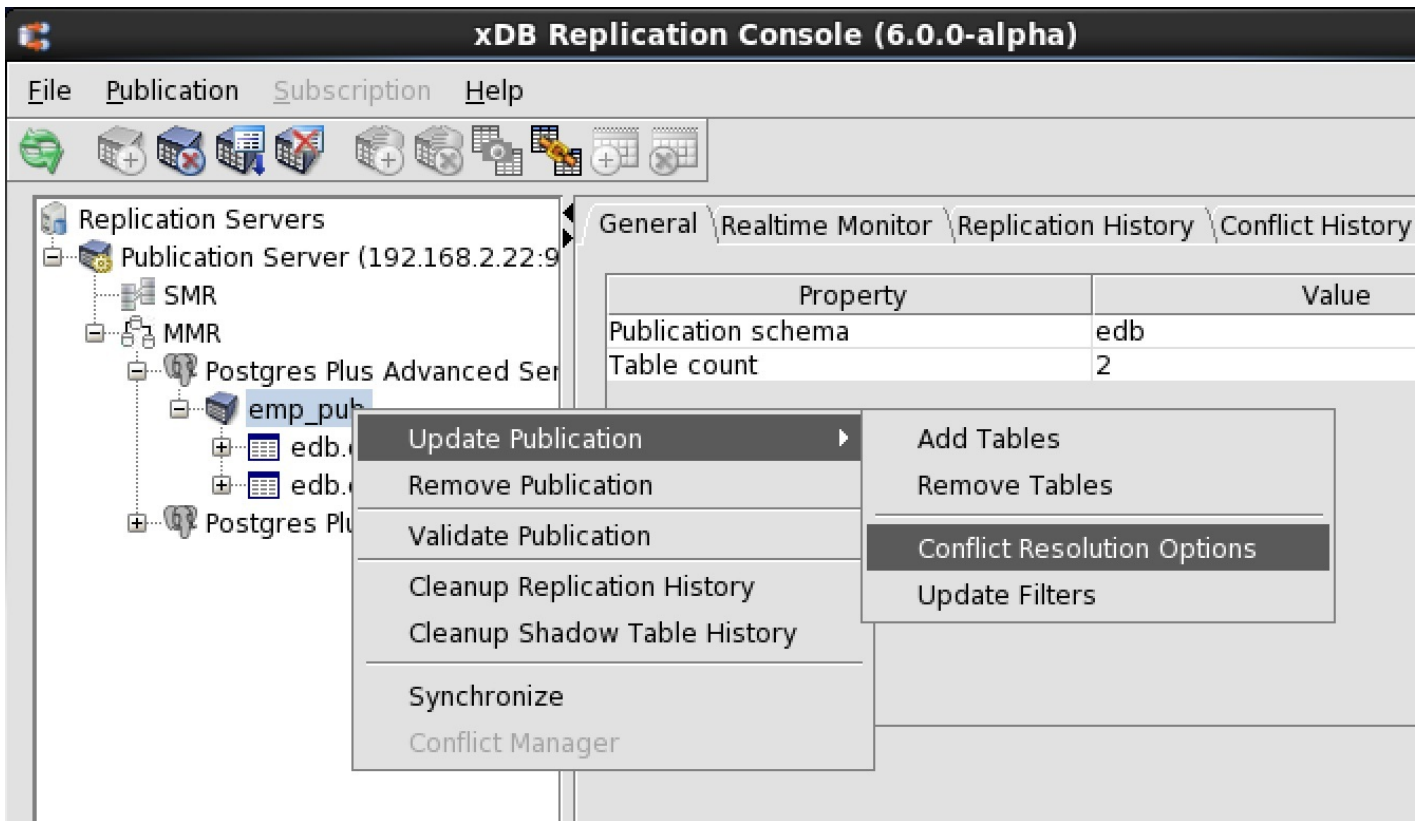 xDB Replication Console (6.0.0-alpha)
File Publication Subscription Help
Replication Servers
Publication Server (192.168.2.22:9
SMR
MMR
Postgres Plus Advanced Ser
emp_pub
edb.
edb.
Postgres Plu
General Realtime Monitor Replication History Conflict History
Property Value
Publication schema edb
Table count 2
Update Publication
Remove Publication
Validate Publication
Cleanup Replication History
Cleanup Shadow Table History
Synchronize
Conflict Manager
Add Tables
Remove Tables
Conflict Resolution Options
Update Filters